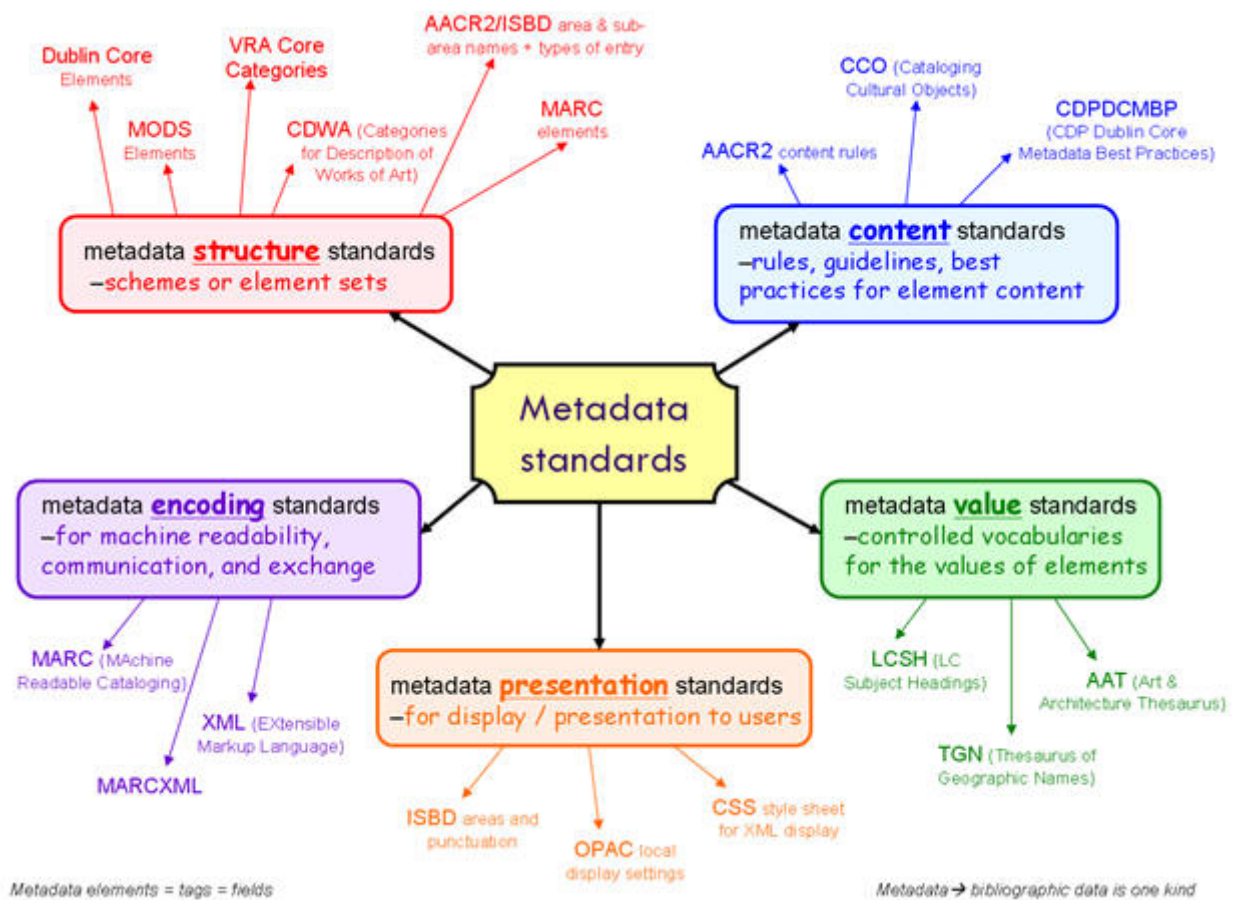 Dublin Core
Elements
VRA Core
Categories
AACR2/ISBD area & sub-
area names + types of entry
MODS
Elements
CDWA (Categories
for Description of
Works of Art)
MARC
elements
metadata structure standards
–schemes or element sets
CCO (Cataloging
Cultural Objects)
AACR2 content rules
CDPDCMBP
(CDP Dublin Core
Metadata Best Practices)
metadata content standards
–rules, guidelines, best
practices for element content
Metadata
standards
metadata encoding standards
–for machine readability,
communication, and exchange
MARC (MAchine
Readable Cataloging)
XML (EXtensible
Markup Language)
MARCXML
metadata presentation standards
–for display / presentation to users
ISBD areas and
punctuation
OPAC local
display settings
CSS style sheet
for XML display
metadata value standards
–controlled vocabularies
for the values of elements
LCSH (LC
Subject Headings)
AAT (Art &
Architecture Thesaurus)
TGN (Thesaurus of
Geographic Names)
Metadata elements = tags = fields
Metadata → bibliographic data is one kind